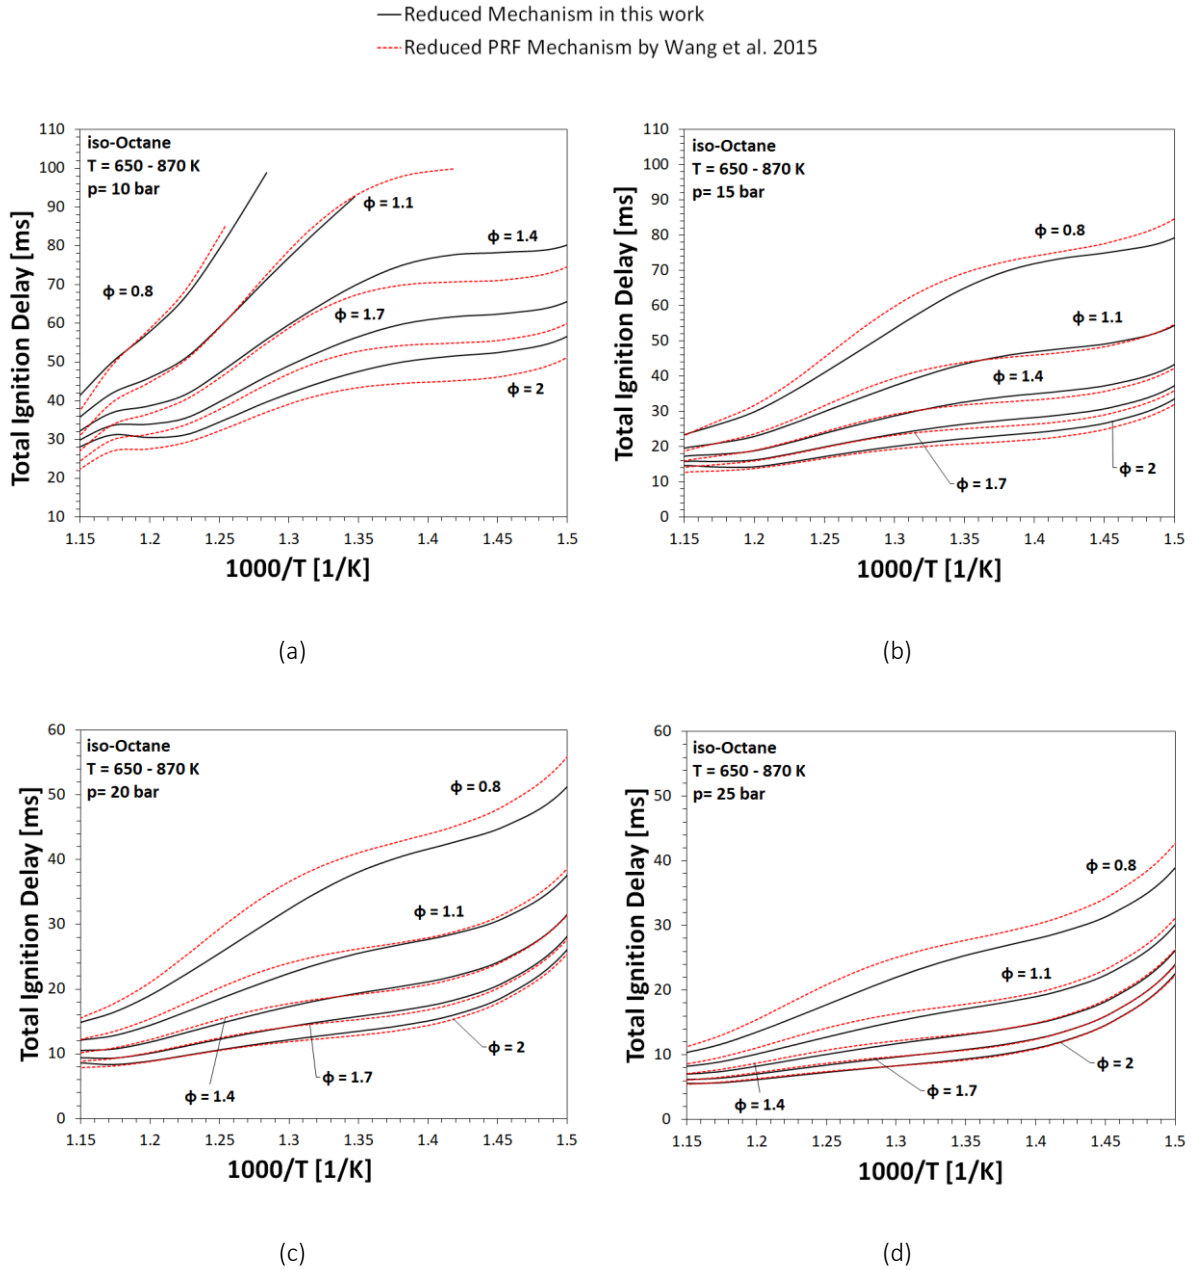 Reduced Mechanism in this work
Reduced PRF Mechanism by Wang et al. 2015
110
100
90
80
70
60
50
40
30
20
10
Total Ignition Delay [ms]
iso-Octane
T = 650 - 870 K
p= 10 bar
ϕ = 0.8
ϕ = 1.1
ϕ = 1.4
ϕ = 1.7
ϕ = 2
1.15 1.2 1.25 1.3 1.35 1.4 1.45 1.5
1000/T [1/K]
(a)
110
100
90
80
70
60
50
40
30
20
10
0
Total Ignition Delay [ms]
iso-Octane
T = 650 - 870 K
p= 15 bar
ϕ = 0.8
ϕ = 1.1
ϕ = 1.4
ϕ = 2
ϕ = 1.7
1.15 1.2 1.25 1.3 1.35 1.4 1.45 1.5
1000/T [1/K]
(b)
60
50
40
30
20
10
0
Total Ignition Delay [ms]
iso-Octane
T = 650 - 870 K
p= 20 bar
ϕ = 0.8
ϕ = 1.1
ϕ = 2
ϕ = 1.7
ϕ = 1.4
1.15 1.2 1.25 1.3 1.35 1.4 1.45 1.5
1000/T [1/K]
(c)
60
50
40
30
20
10
0
Total Ignition Delay [ms]
iso-Octane
T = 650 - 870 K
p= 25 bar
ϕ = 0.8
ϕ = 1.1
ϕ = 2
ϕ = 1.7
ϕ = 1.4
1.15 1.2 1.25 1.3 1.35 1.4 1.45 1.5
1000/T [1/K]
(d)